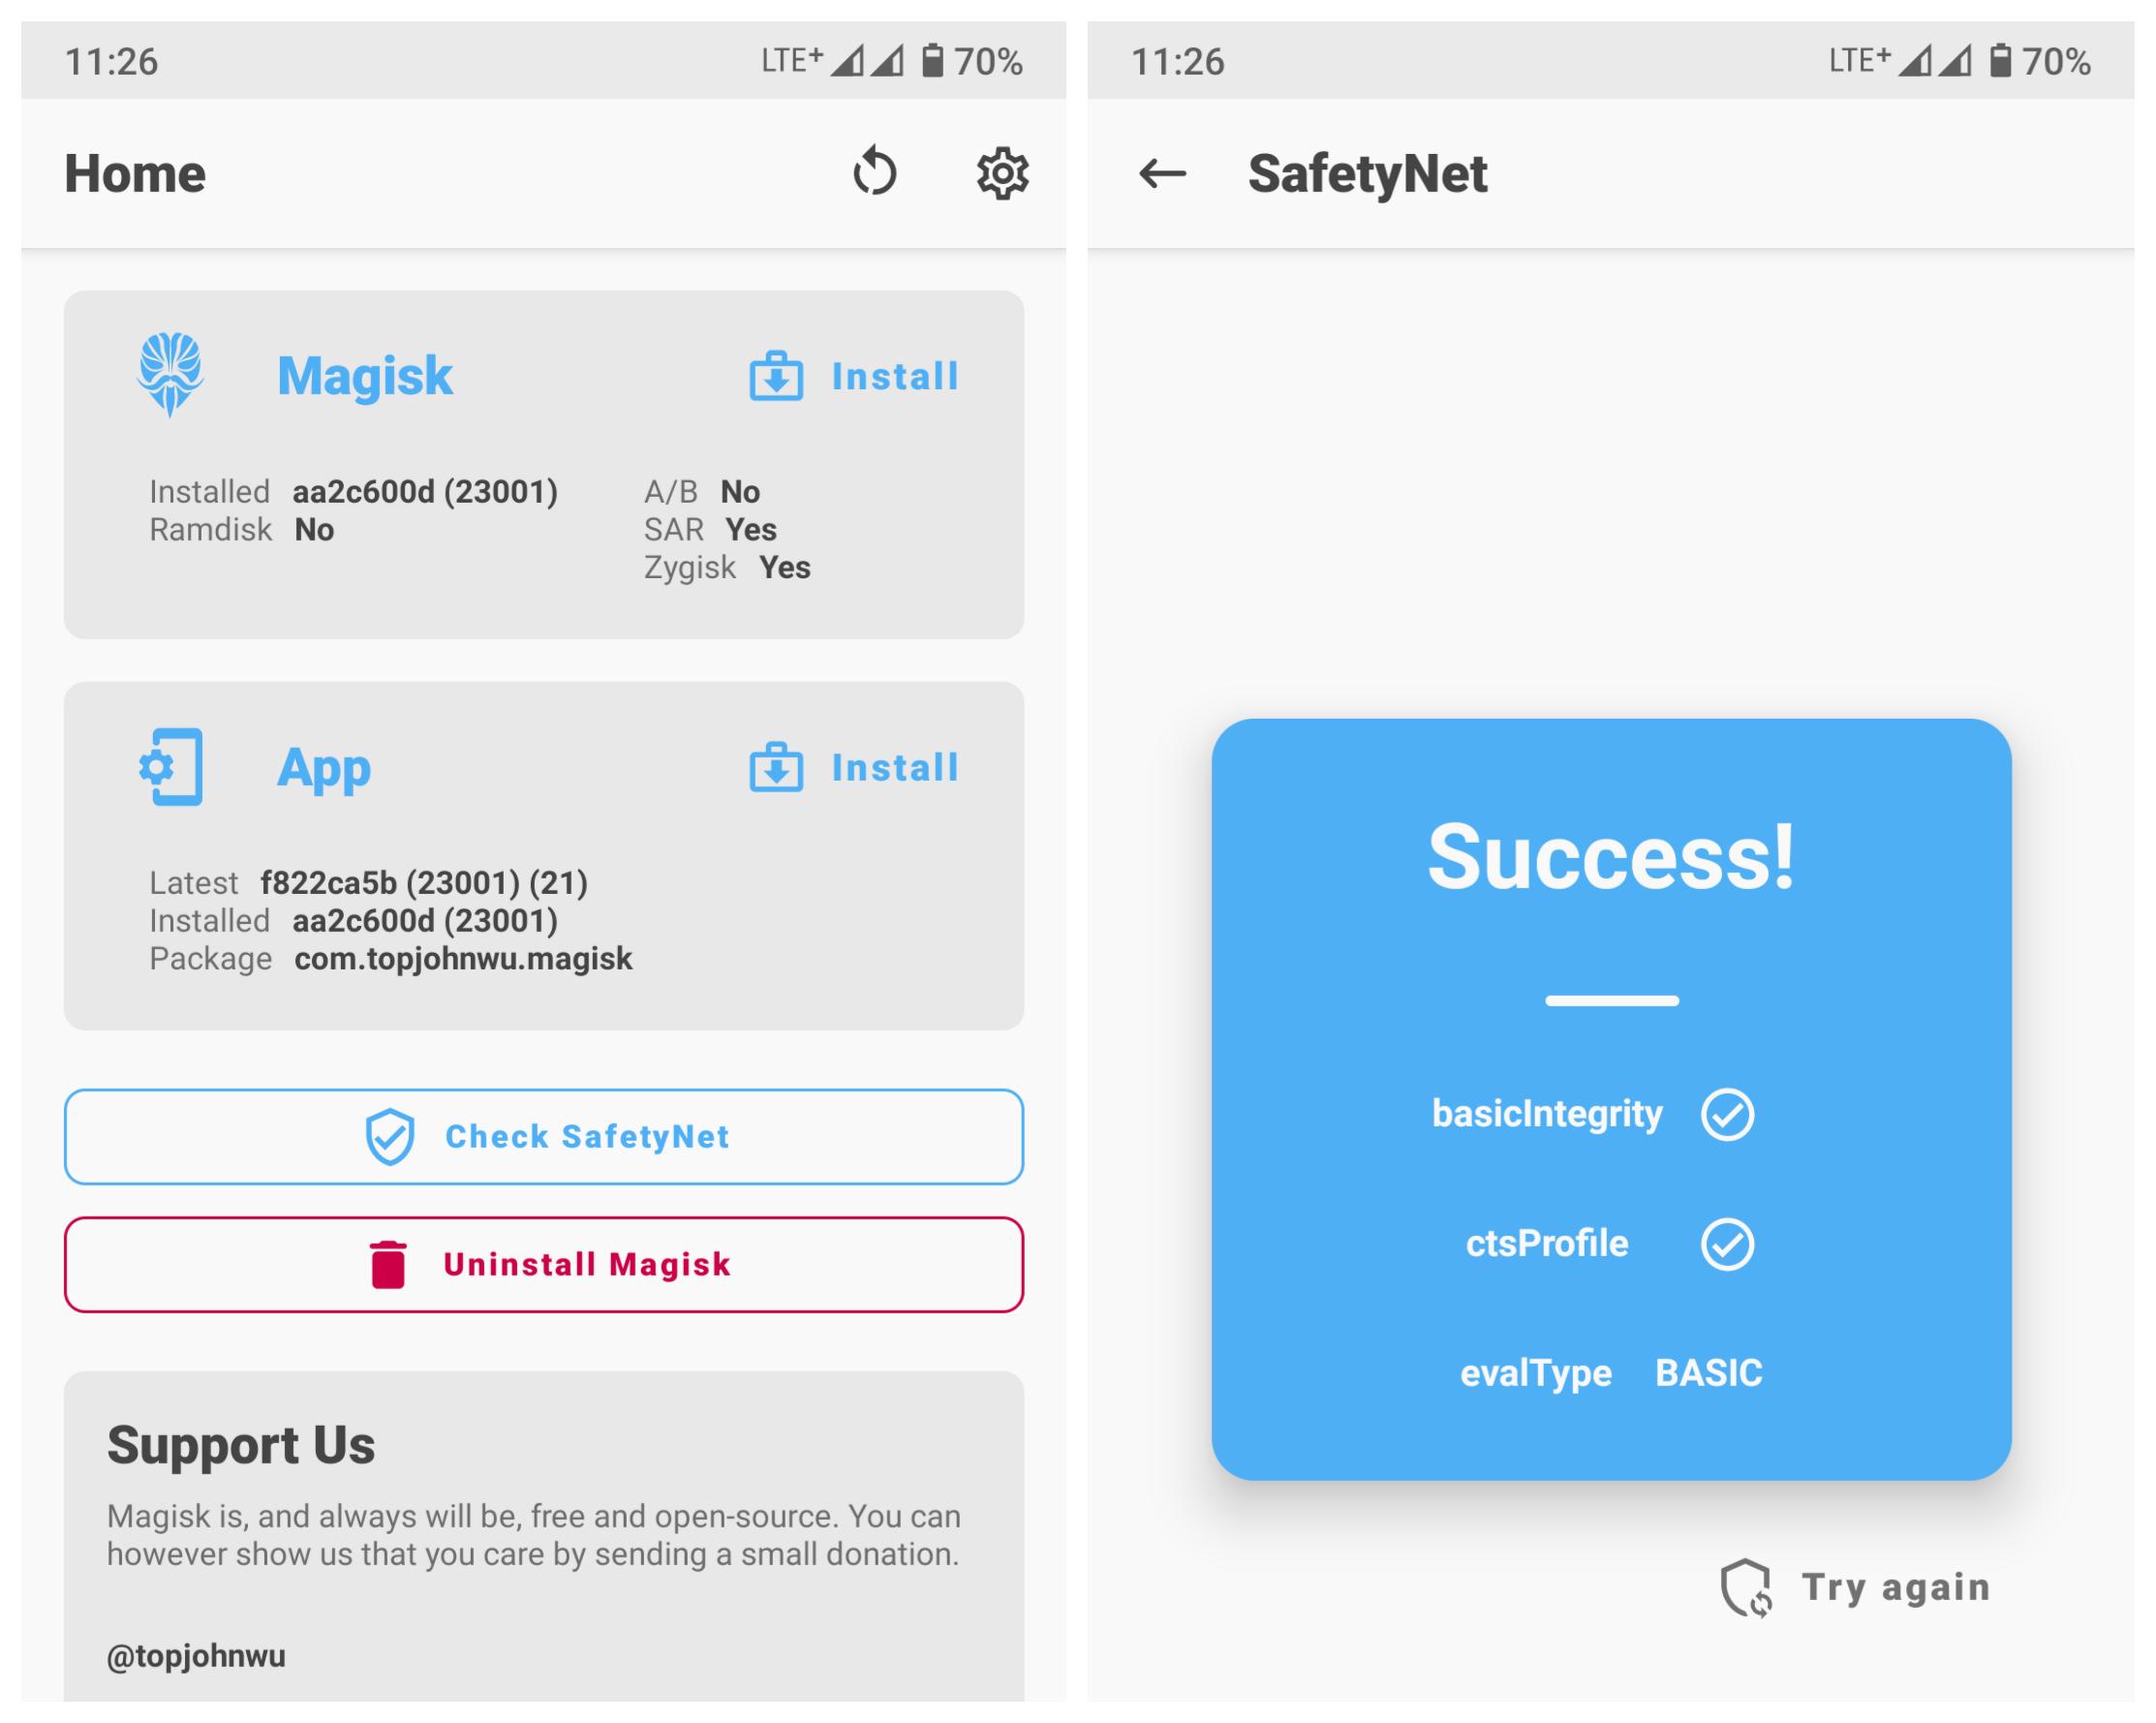 11:26 LTE+ 70%
Home
Magisk Install
Installed aa2c600d (23001) A/B No
Ramdisk No SAR Yes
Zygisk Yes
App Install
Latest f822ca5b (23001) (21)
Installed aa2c600d (23001)
Package com.topjohnwu.magisk
Check SafetyNet
Uninstall Magisk
Support Us
Magisk is, and always will be, free and open-source. You can
however show us that you care by sending a small donation.
@topjohnwu
11:26 LTE+ 70%
SafetyNet
Success!
basicIntegrity
ctsProfile
evalType BASIC
Try again